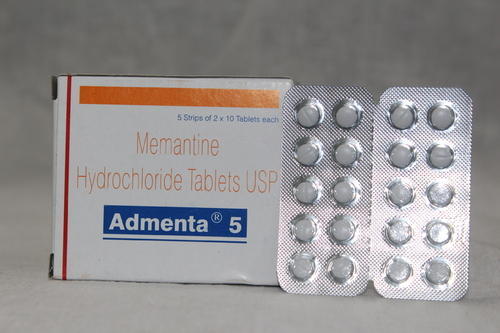 5 Strips of 2 x 10 Tablets each
Memantine
Hydrochloride Tablets USP
Admenta® 5